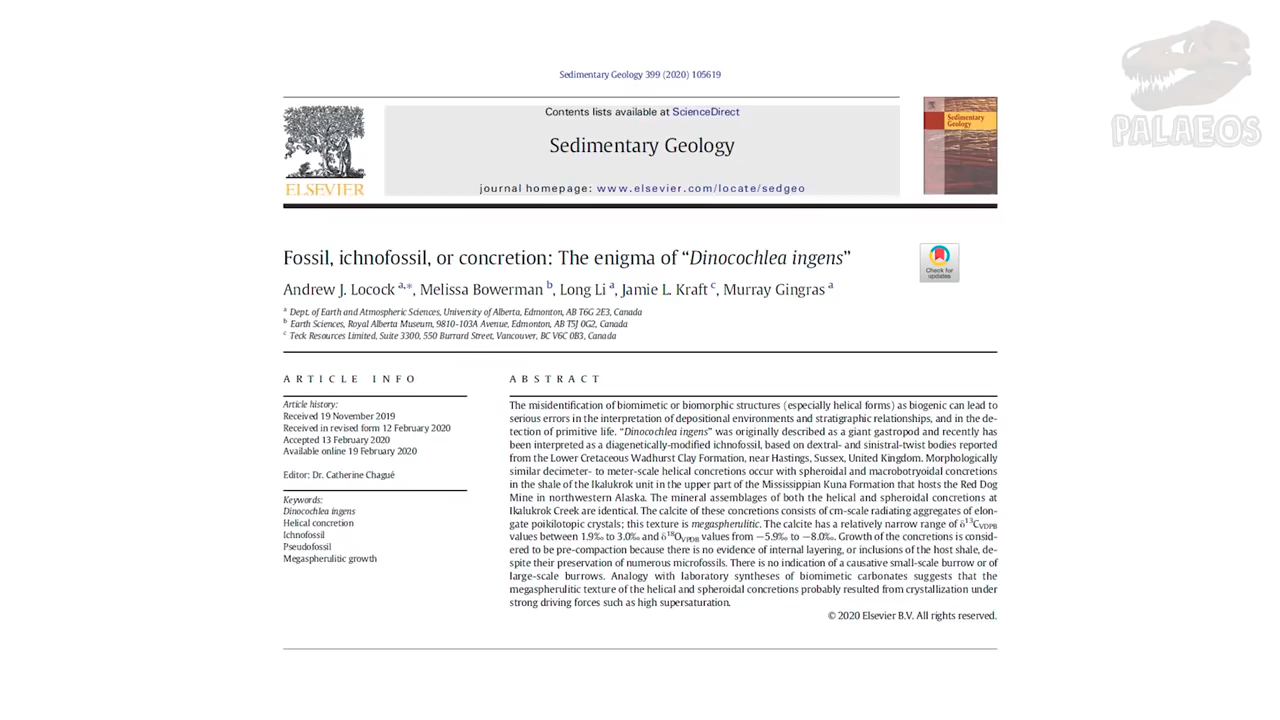 PALAEOS
Sedimentary Geology 399 (2020) 105619
Contents lists available at ScienceDirect
Sedimentary Geology
journal homepage: www.elsevier.com/locate/sedgeo
ELSEVIER
Sedimentary
Geology
Fossil, ichnofossil, or concretion: The enigma of “Dinocochlea ingens”
Check for
updates
Andrew J. Locock a,*, Melissa Bowerman b, Long Li a, Jamie L. Kraft c, Murray Gingras a
a Dept. of Earth and Atmospheric Sciences, University of Alberta, Edmonton, AB T6G 2E3, Canada
b Earth Sciences, Royal Alberta Museum, 9810-103A Avenue, Edmonton, AB T5J 0G2, Canada
c Teck Resources Limited, Suite 3300, 550 Burrard Street, Vancouver, BC V6C 0B3, Canada
ARTICLE INFO
Article history:
Received 19 November 2019
Received in revised form 12 February 2020
Accepted 13 February 2020
Available online 19 February 2020
Editor: Dr. Catherine Chagué
Keywords:
Dinocochlea ingens
Helical concretion
Ichnofossil
Pseudofossil
Megaspherulitic growth
ABSTRACT
The misidentification of biomimetic or biomorphic structures (especially helical forms) as biogenic can lead to
serious errors in the interpretation of depositional environments and stratigraphic relationships, and in the de-
tection of primitive life. “Dinocochlea ingens” was originally described as a giant gastropod and recently has
been interpreted as a diagenetically-modified ichnofossil, based on dextral- and sinistral-twist bodies reported
from the Lower Cretaceous Wadhurst Clay Formation, near Hastings, Sussex, United Kingdom. Morphologically
similar decimeter- to meter-scale helical concretions occur with spheroidal and macrobotryoidal concretions
in the shale of the Ikalukrok unit in the upper part of the Mississippian Kuna Formation that hosts the Red Dog
Mine in northwestern Alaska. The mineral assemblages of both the helical and spheroidal concretions at
Ikalukrok Creek are identical. The calcite of these concretions consists of cm-scale radiating aggregates of elon-
gate poikilotopic crystals; this texture is megaspherulitic. The calcite has a relatively narrow range of δ13CVDPB
values between 1.9‰ to 3.0‰ and δ18OVPDB values from −5.9‰ to −8.0‰. Growth of the concretions is consid-
ered to be pre-compaction because there is no evidence of internal layering, or inclusions of the host shale, de-
spite their preservation of numerous microfossils. There is no indication of a causative small-scale burrow or of
large-scale burrows. Analogy with laboratory syntheses of biomimetic carbonates suggests that the
megaspherulitic texture of the helical and spheroidal concretions probably resulted from crystallization under
strong driving forces such as high supersaturation.
© 2020 Elsevier B.V. All rights reserved.